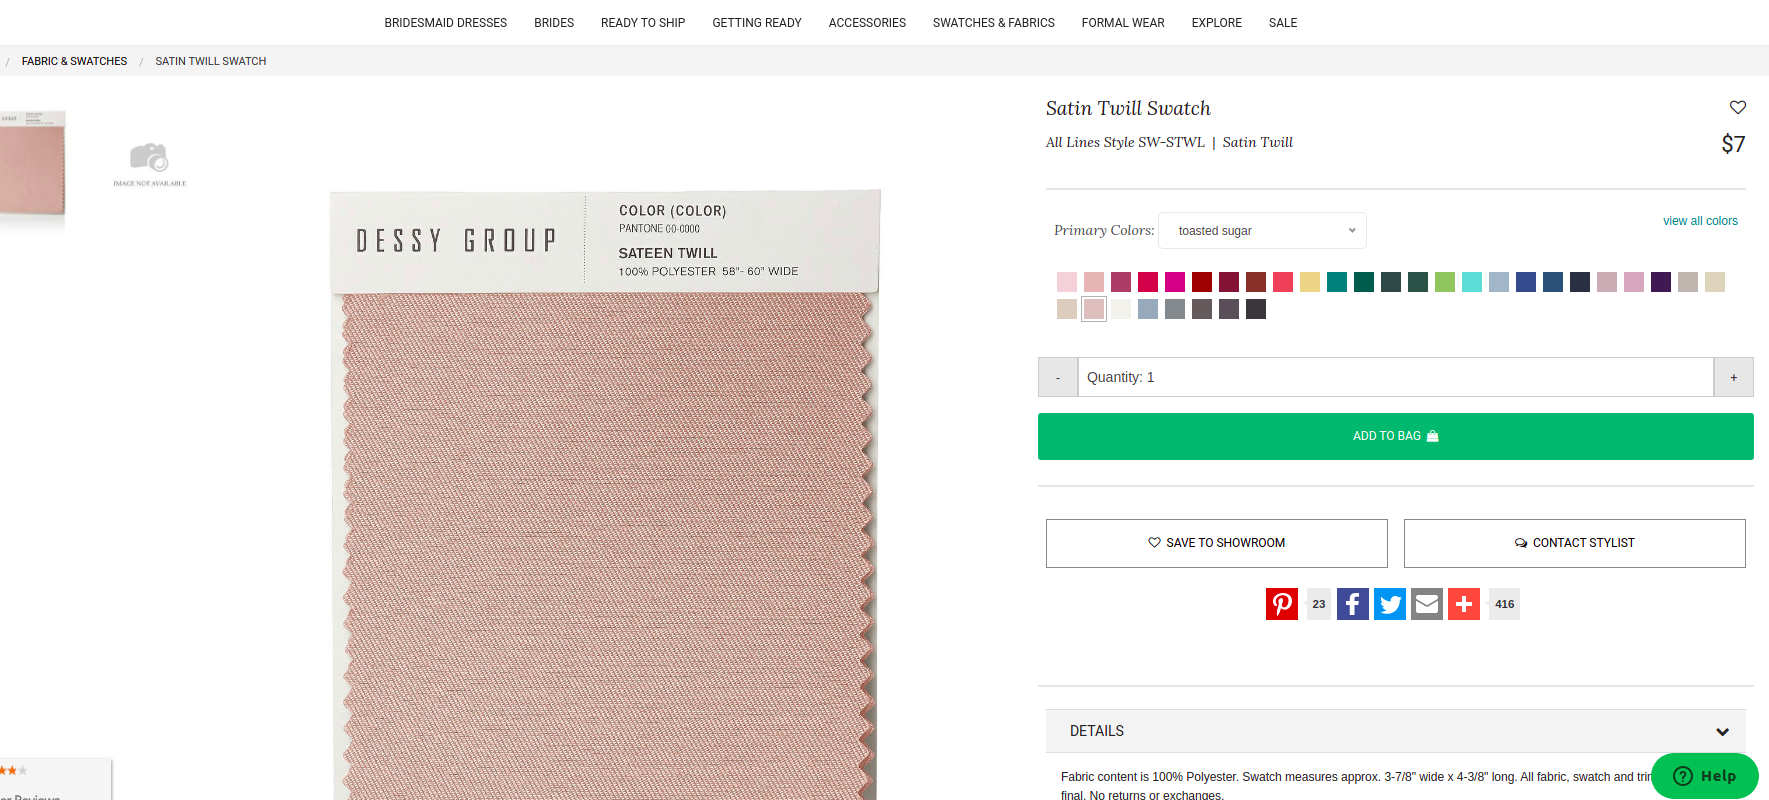 BRIDESMAID DRESSES BRIDES READY TO SHIP GETTING READY ACCESSORIES SWATCHES & FABRICS FORMAL WEAR EXPLORE SALE
/ FABRIC & SWATCHES / SATIN TWILL SWATCH
IMAGE NOT AVAILABLE
DESSY GROUP
COLOR (COLOR)
PANTONE 00-0000
SATEEN TWILL
100% POLYESTER 58"- 60" WIDE
Satin Twill Swatch
$7
All Lines Style SW-STWL | Satin Twill
Primary Colors: toasted sugar
view all colors
- Quantity: 1 +
ADD TO BAG
SAVE TO SHOWROOM
CONTACT STYLIST
23
416
DETAILS
Fabric content is 100% Polyester. Swatch measures approx. 3-7/8" wide x 4-3/8" long. All fabric, swatch and
final. No returns or exchanges.
Help